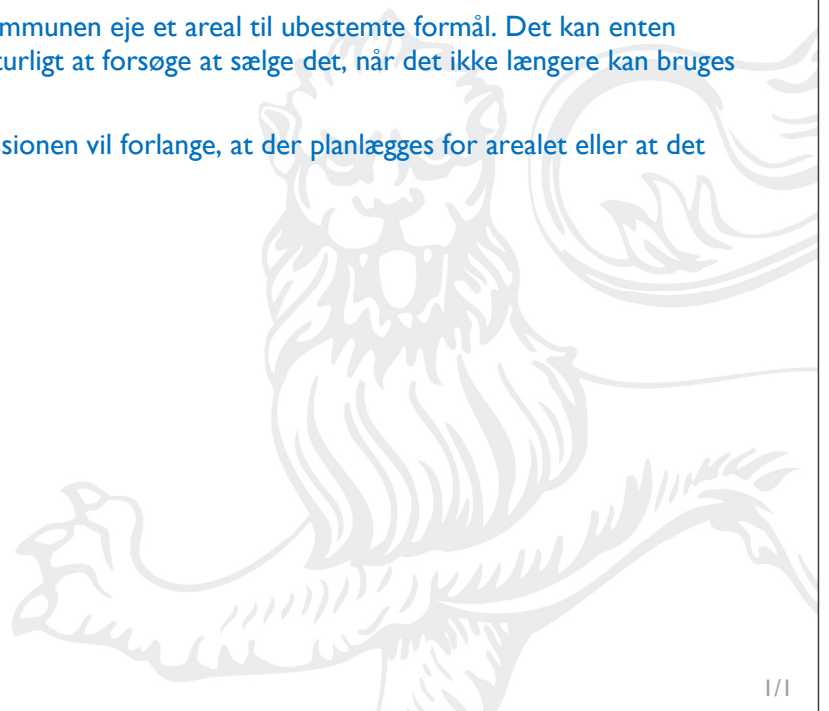 mmunen eje et areal til ubestemte formål. Det kan enten
turligt at forsøge at sælge det, når det ikke længere kan bruges
sionen vil forlange, at der planlægges for arealet eller at det
1/1